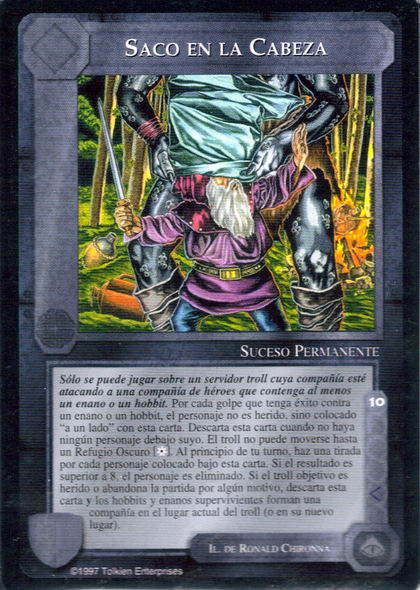 Saco en la Cabeza
Suceso Permanente
Sólo se puede jugar sobre un servidor troll cuya compañía esté
atacando a una compañía de héroes que contenga al menos
un enano o un hobbit. Por cada golpe que tenga éxito contra
un enano o un hobbit, el personaje no es herido, sino colocado
“a un lado” con esta carta. Descarta esta carta cuando no haya
ningún personaje debajo suyo. El troll no puede moverse hasta
un Refugio Oscuro [ ]. Al principio de tu turno, haz una tirada
por cada personaje colocado bajo esta carta. Si el resultado es
superior a 8, el personaje es eliminado. Si el troll objetivo es
herido o abandona la partida por algún motivo, descarta esta
carta y los hobbits y enanos supervivientes forman una
compañía en el lugar actual del troll (o en su nuevo
lugar).
10
Il. de Ronald Chironna
©1997 Tolkien Enterprises